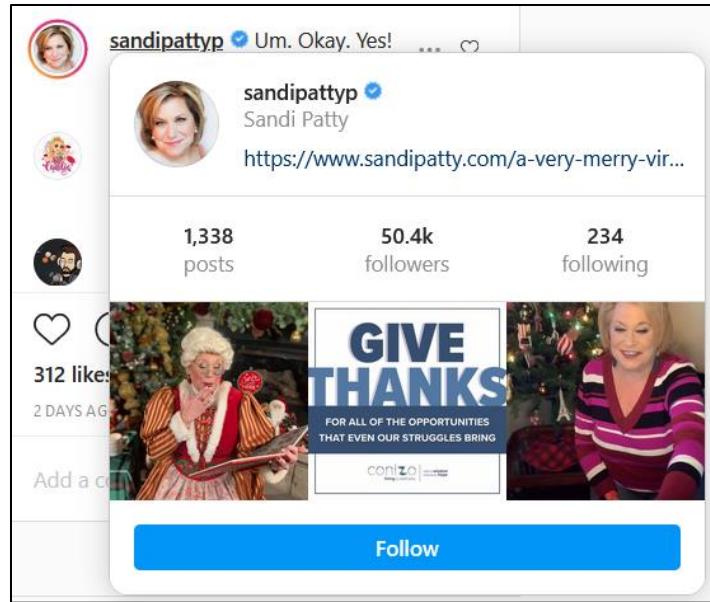 sandipattyp Um. Okay. Yes! ...
sandipattyp
Sandi Patty
https://www.sandipatty.com/a-very-merry-vir...
1,338 50.4k 234
posts followers following
GIVE
THANKS
FOR ALL OF THE OPPORTUNITIES
THAT EVEN OUR STRUGGLES BRING
conizo
312 likes
2 DAYS AG
Add a c
Follow